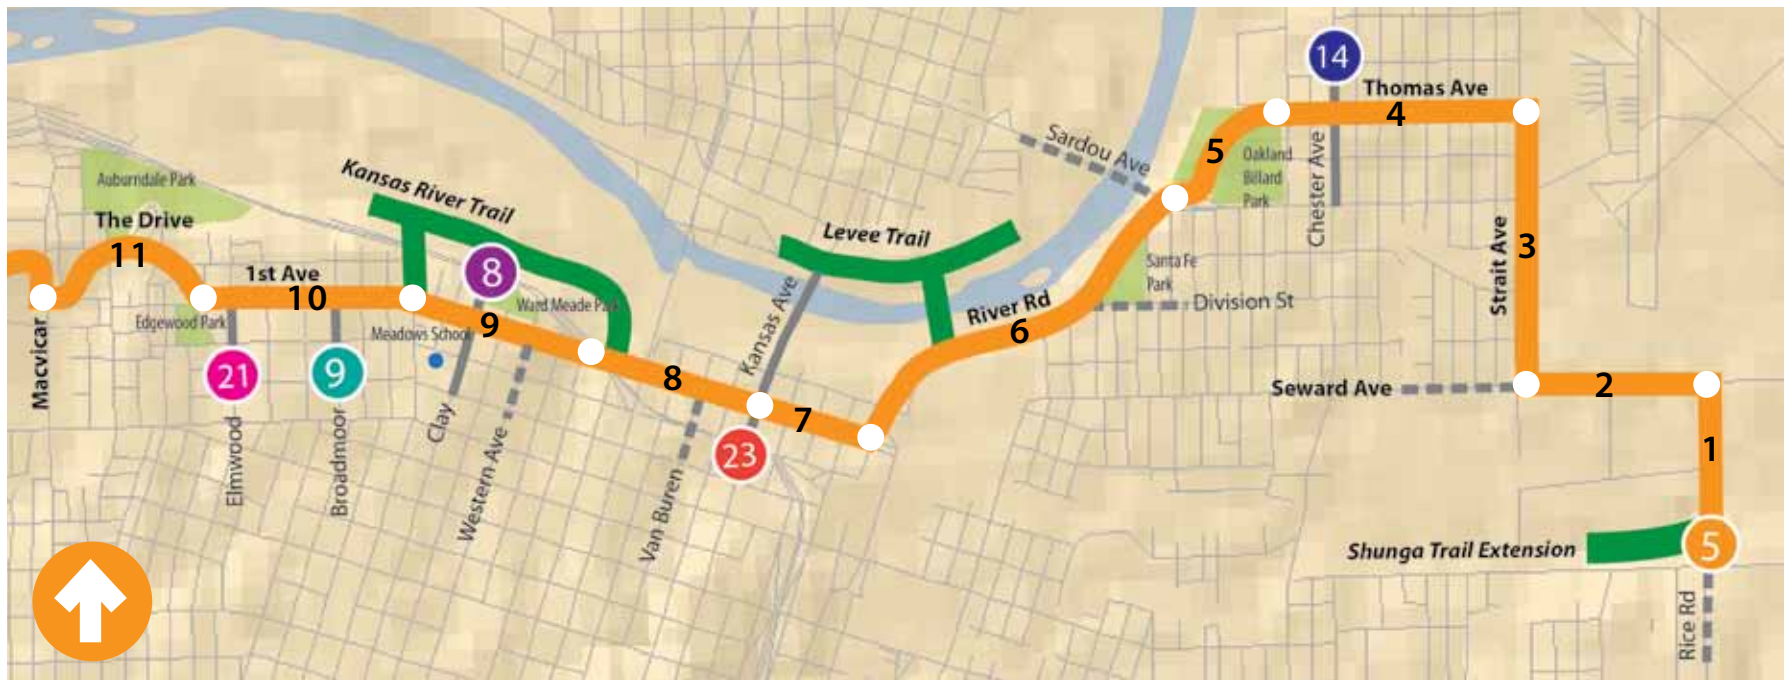 14
Thomas Ave
4
Sardou Ave
5
Oakland
Billard
Park
Chester Ave
Kansas River Trail
Auburndale Park
The Drive
11
Levee Trail
3
Strait Ave
8
1st Ave
10
Santa Fe
Park
Ward Meade Park
River Rd
6
Division St
Kansas Ave
Edgewood Park
Meadows School
9
Macvicar
21
9
8
Seward Ave
2
7
Clay
Elmwood
Broadmoor
Western Ave
Van Buren
23
1
Shunga Trail Extension
5
Rice Rd